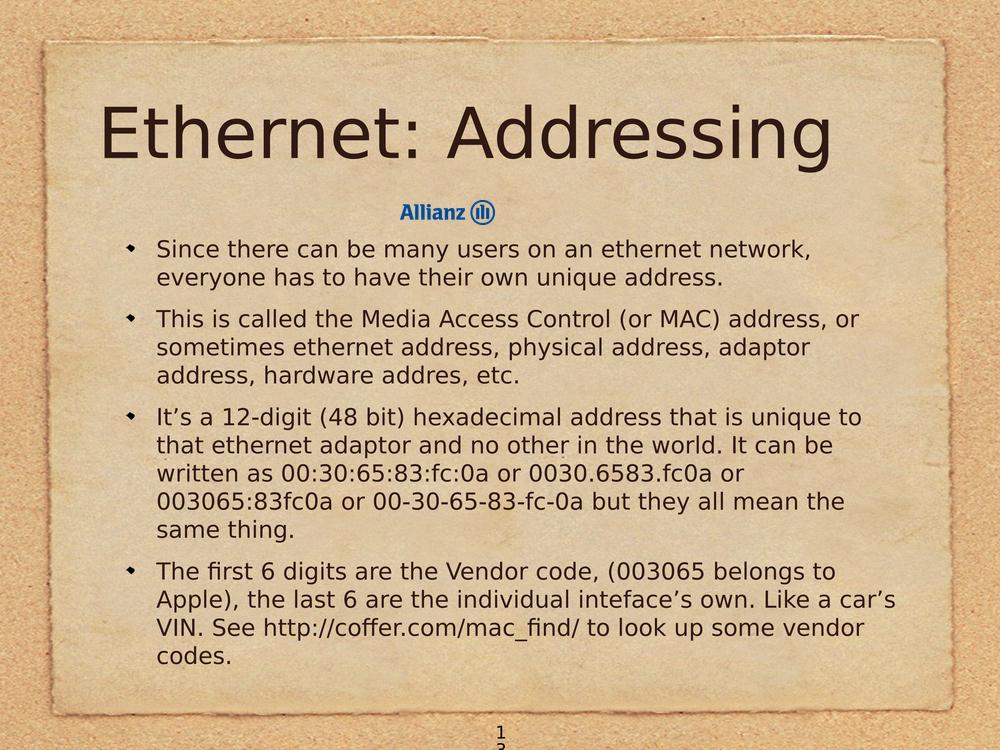 Ethernet: Addressing
Allianz
Since there can be many users on an ethernet network,
everyone has to have their own unique address.
This is called the Media Access Control (or MAC) address, or
sometimes ethernet address, physical address, adaptor
address, hardware addres, etc.
It’s a 12-digit (48 bit) hexadecimal address that is unique to
that ethernet adaptor and no other in the world. It can be
written as 00:30:65:83:fc:0a or 0030.6583.fc0a or
003065:83fc0a or 00-30-65-83-fc-0a but they all mean the
same thing.
The first 6 digits are the Vendor code, (003065 belongs to
Apple), the last 6 are the individual inteface’s own. Like a car’s
VIN. See http://coffer.com/mac_find/ to look up some vendor
codes.
1